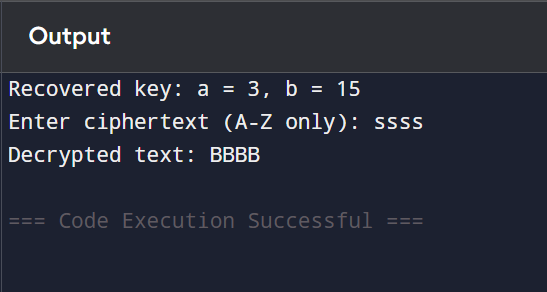 Output
Recovered key: a = 3, b = 15
Enter ciphertext (A-Z only): ssss
Decrypted text: BBBB
=== Code Execution Successful ===